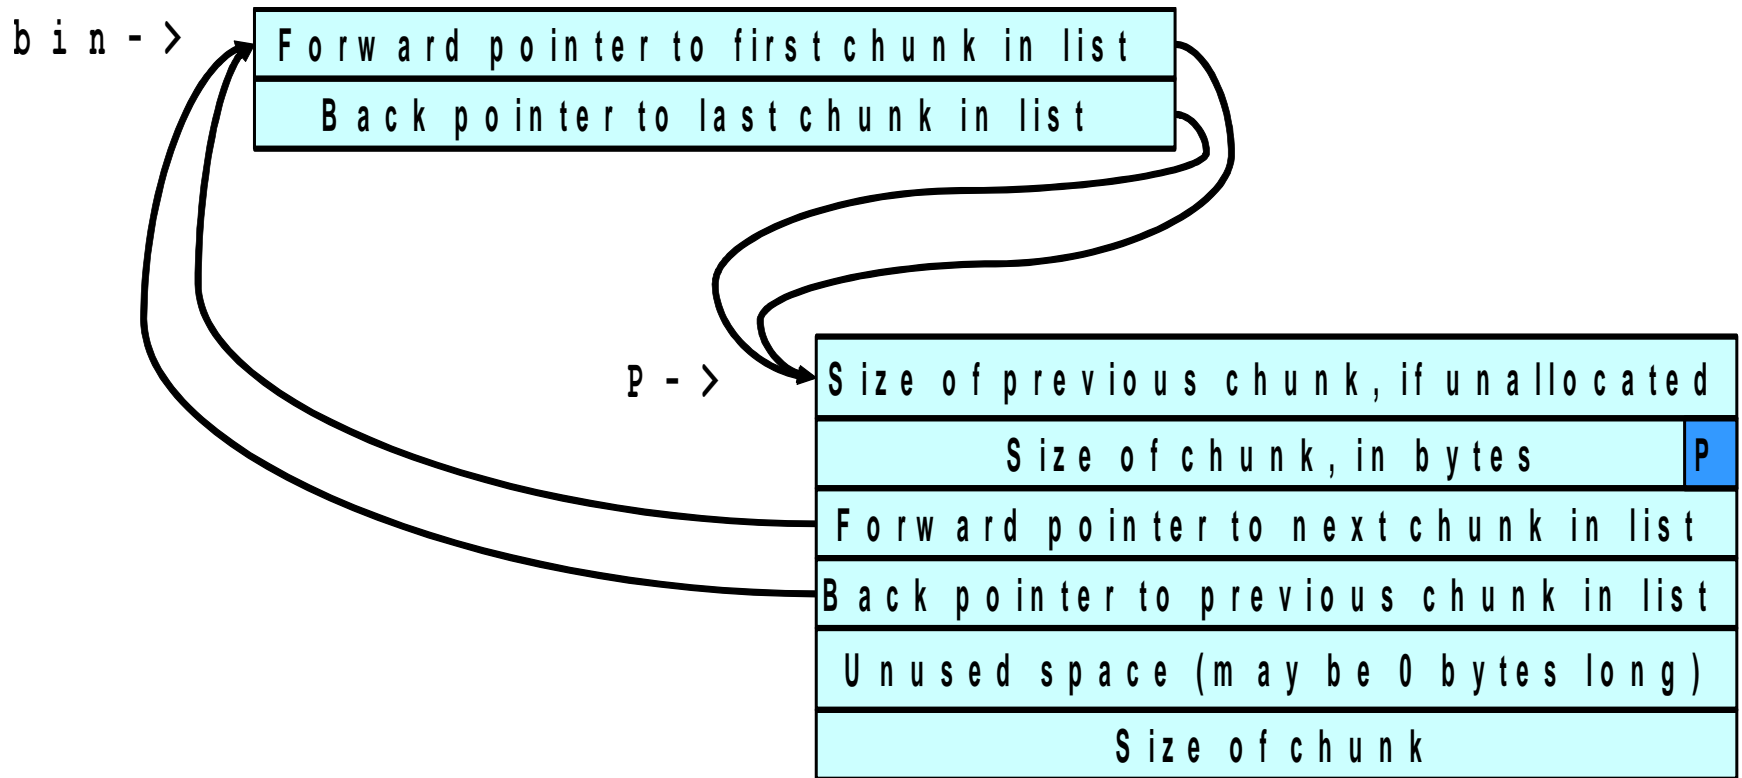 bin->
Forward pointer to first chunk in list
Back pointer to last chunk in list
P->
Size of previous chunk, if unallocated
Size of chunk, in bytes
P
Forward pointer to next chunk in list
Back pointer to previous chunk in list
Unused space (may be 0 bytes long)
Size of chunk